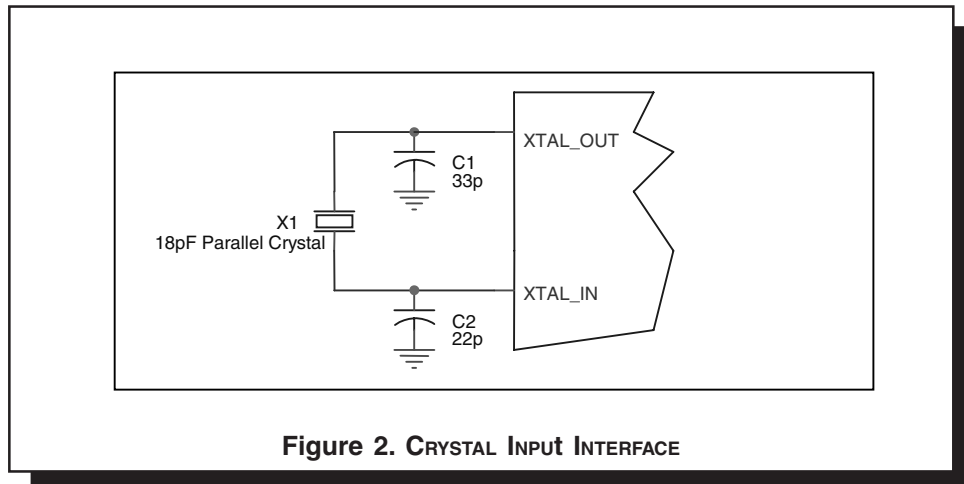 XTAL_OUT
C1
33p
X1
18pF Parallel Crystal
XTAL_IN
C2
22p
Figure 2. CRYSTAL INPUT INTERFACE